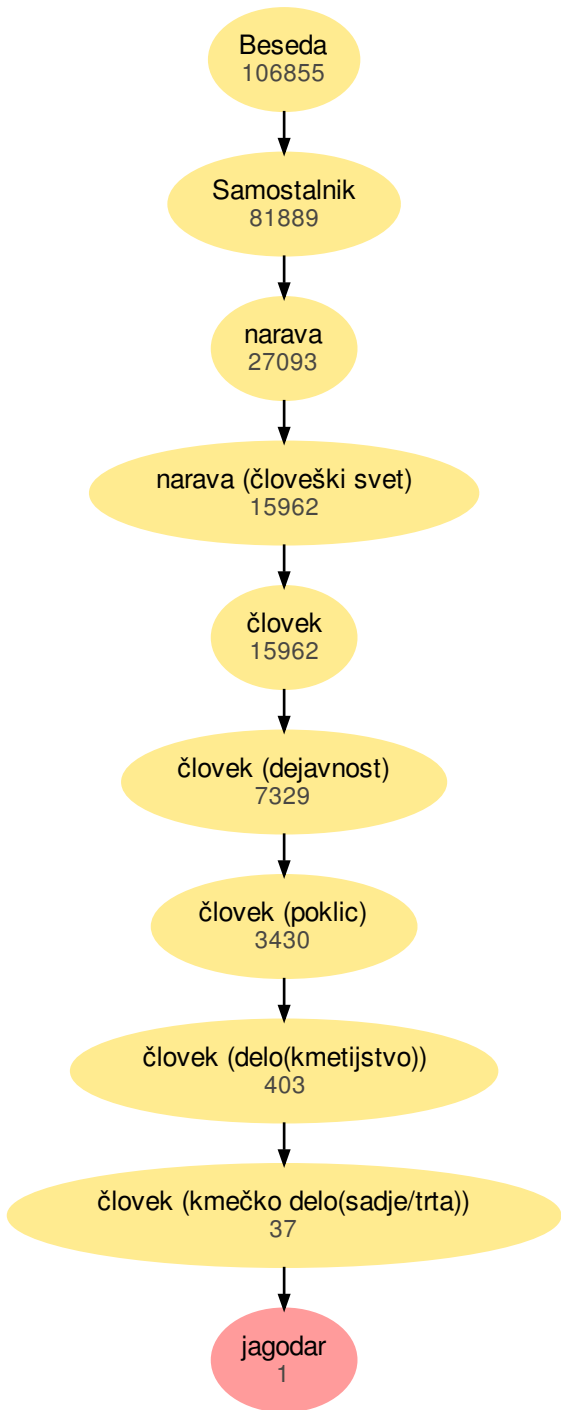 Beseda
106855
Samostalnik
81889
narava
27093
narava (človeški svet)
15962
človek
15962
človek (dejavnost)
7329
človek (poklic)
3430
človek (delo(kmetijstvo))
403
človek (kmečko delo(sadje/trta))
37
jagodar
1